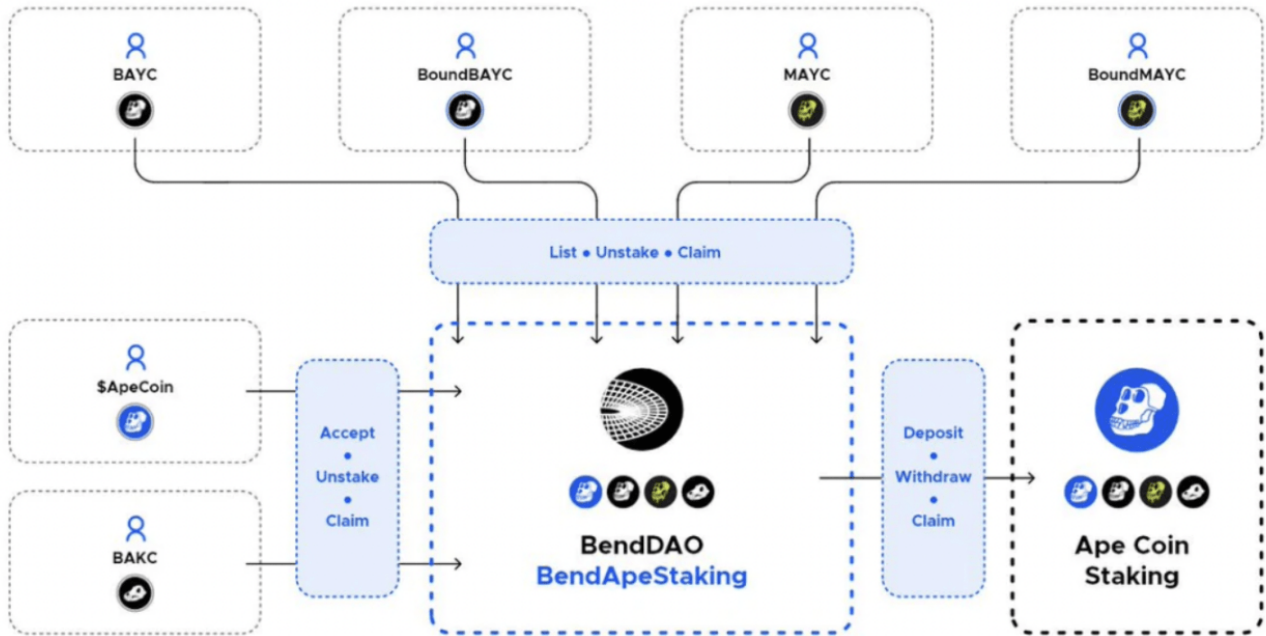 BAYC
BoundBAYC
MAYC
BoundMAYC
List • Unstake • Claim
$ApeCoin
BAKC
Accept
•
Unstake
•
Claim
BendDAO
BendApeStaking
Deposit
•
Withdraw
•
Claim
Ape Coin
Staking